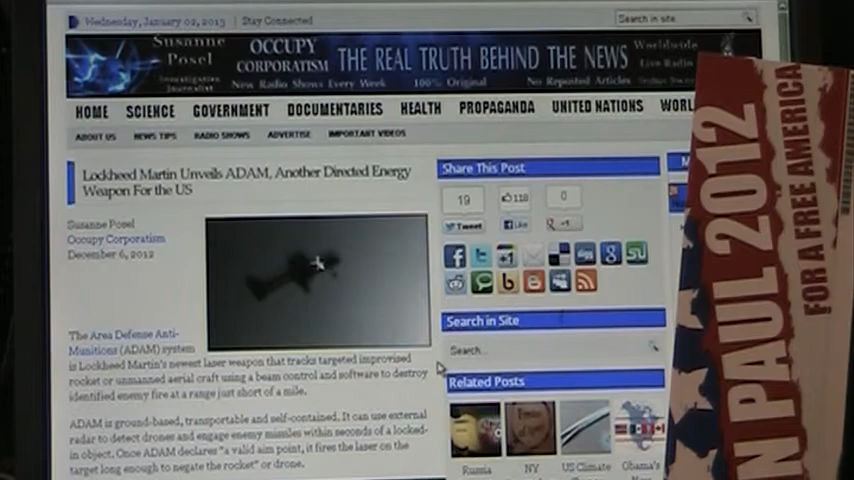 Wednesday, January 02, 2013 | Stay Connected
Search in site
Susanne
Posel
Investigative
Journalist
OCCUPY
CORPORATISM
THE REAL TRUTH BEHIND THE NEWS
Worldwide
Live Radio
New Radio Shows Every Week
100% Original
No Reposted Articles
HOME SCIENCE GOVERNMENT DOCUMENTARIES HEALTH PROPAGANDA UNITED NATIONS WORL
ABOUT US NEWS TIPS RADIO SHOWS ADVERTISE IMPORTANT VIDEOS
Lockheed Martin Unveils ADAM, Another Directed Energy
Weapon For the US
Susanne Posel
Occupy Corporatism
December 6, 2012
The Area Defense Anti-
Munitions (ADAM) system
is Lockheed Martin's newest laser weapon that tracks targeted improvised
rocket or unmanned aerial craft using a beam control and software to destroy
identified enemy fire at a range just short of a mile.
ADAM is ground-based, transportable and self-contained. It can use external
radar to detect drones and engage enemy missiles within seconds of a locked-
in object. Once ADAM declares "a valid aim point, it fires the laser on the
target long enough to negate the rocket" or drone.
Share This Post
19
118
0
Tweet
Like
+1
Search in Site
Search...
Related Posts
Russia
NY
US Climate
Obama's
N PAUL 2012
FOR A FREE AMERICA